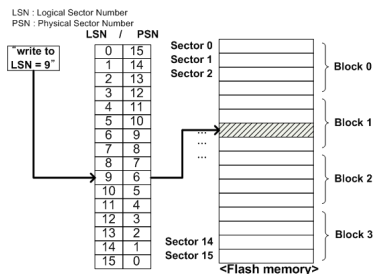 LSN : Logical Sector Number
PSN : Physical Sector Number
LSN / PSN
"write to
LSN = 9"
0 15
1 14
2 13
3 12
4 11
5 10
6 9
7 8
8 7
9 6
10 5
11 4
12 3
13 2
14 1
15 0
Sector 0
Sector 1
Sector 2
...
...
...
Sector 14
Sector 15
Block 0
Block 1
Block 2
Block 3
<Flash memory>